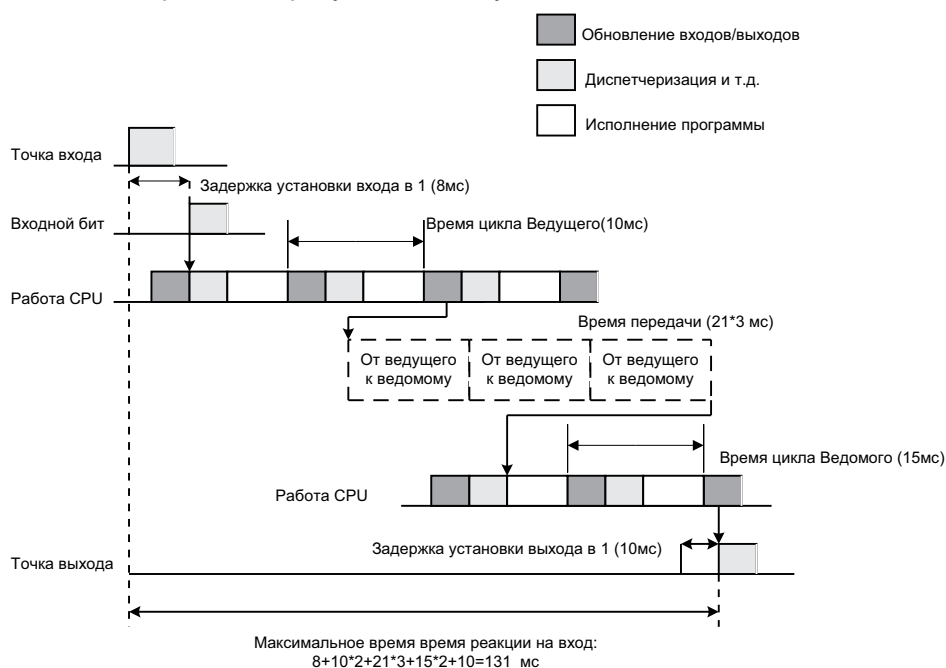 Обновление входов/выходов
Диспетчеризация и т.д.
Исполнение программы
Точка входа
Задержка установки входа в 1 (8мс)
Входной бит
Время цикла Ведущего(10мс)
Работа CPU
Время передачи (21*3 мс)
От ведущего
к ведомому
От ведущего
к ведомому
От ведущего
к ведомому
Время цикла Ведомого (15мс)
Работа CPU
Задержка установки выхода в 1 (10мс)
Точка выхода
Максимальное время время реакции на вход:
8+10*2+21*3+15*2+10=131 мс